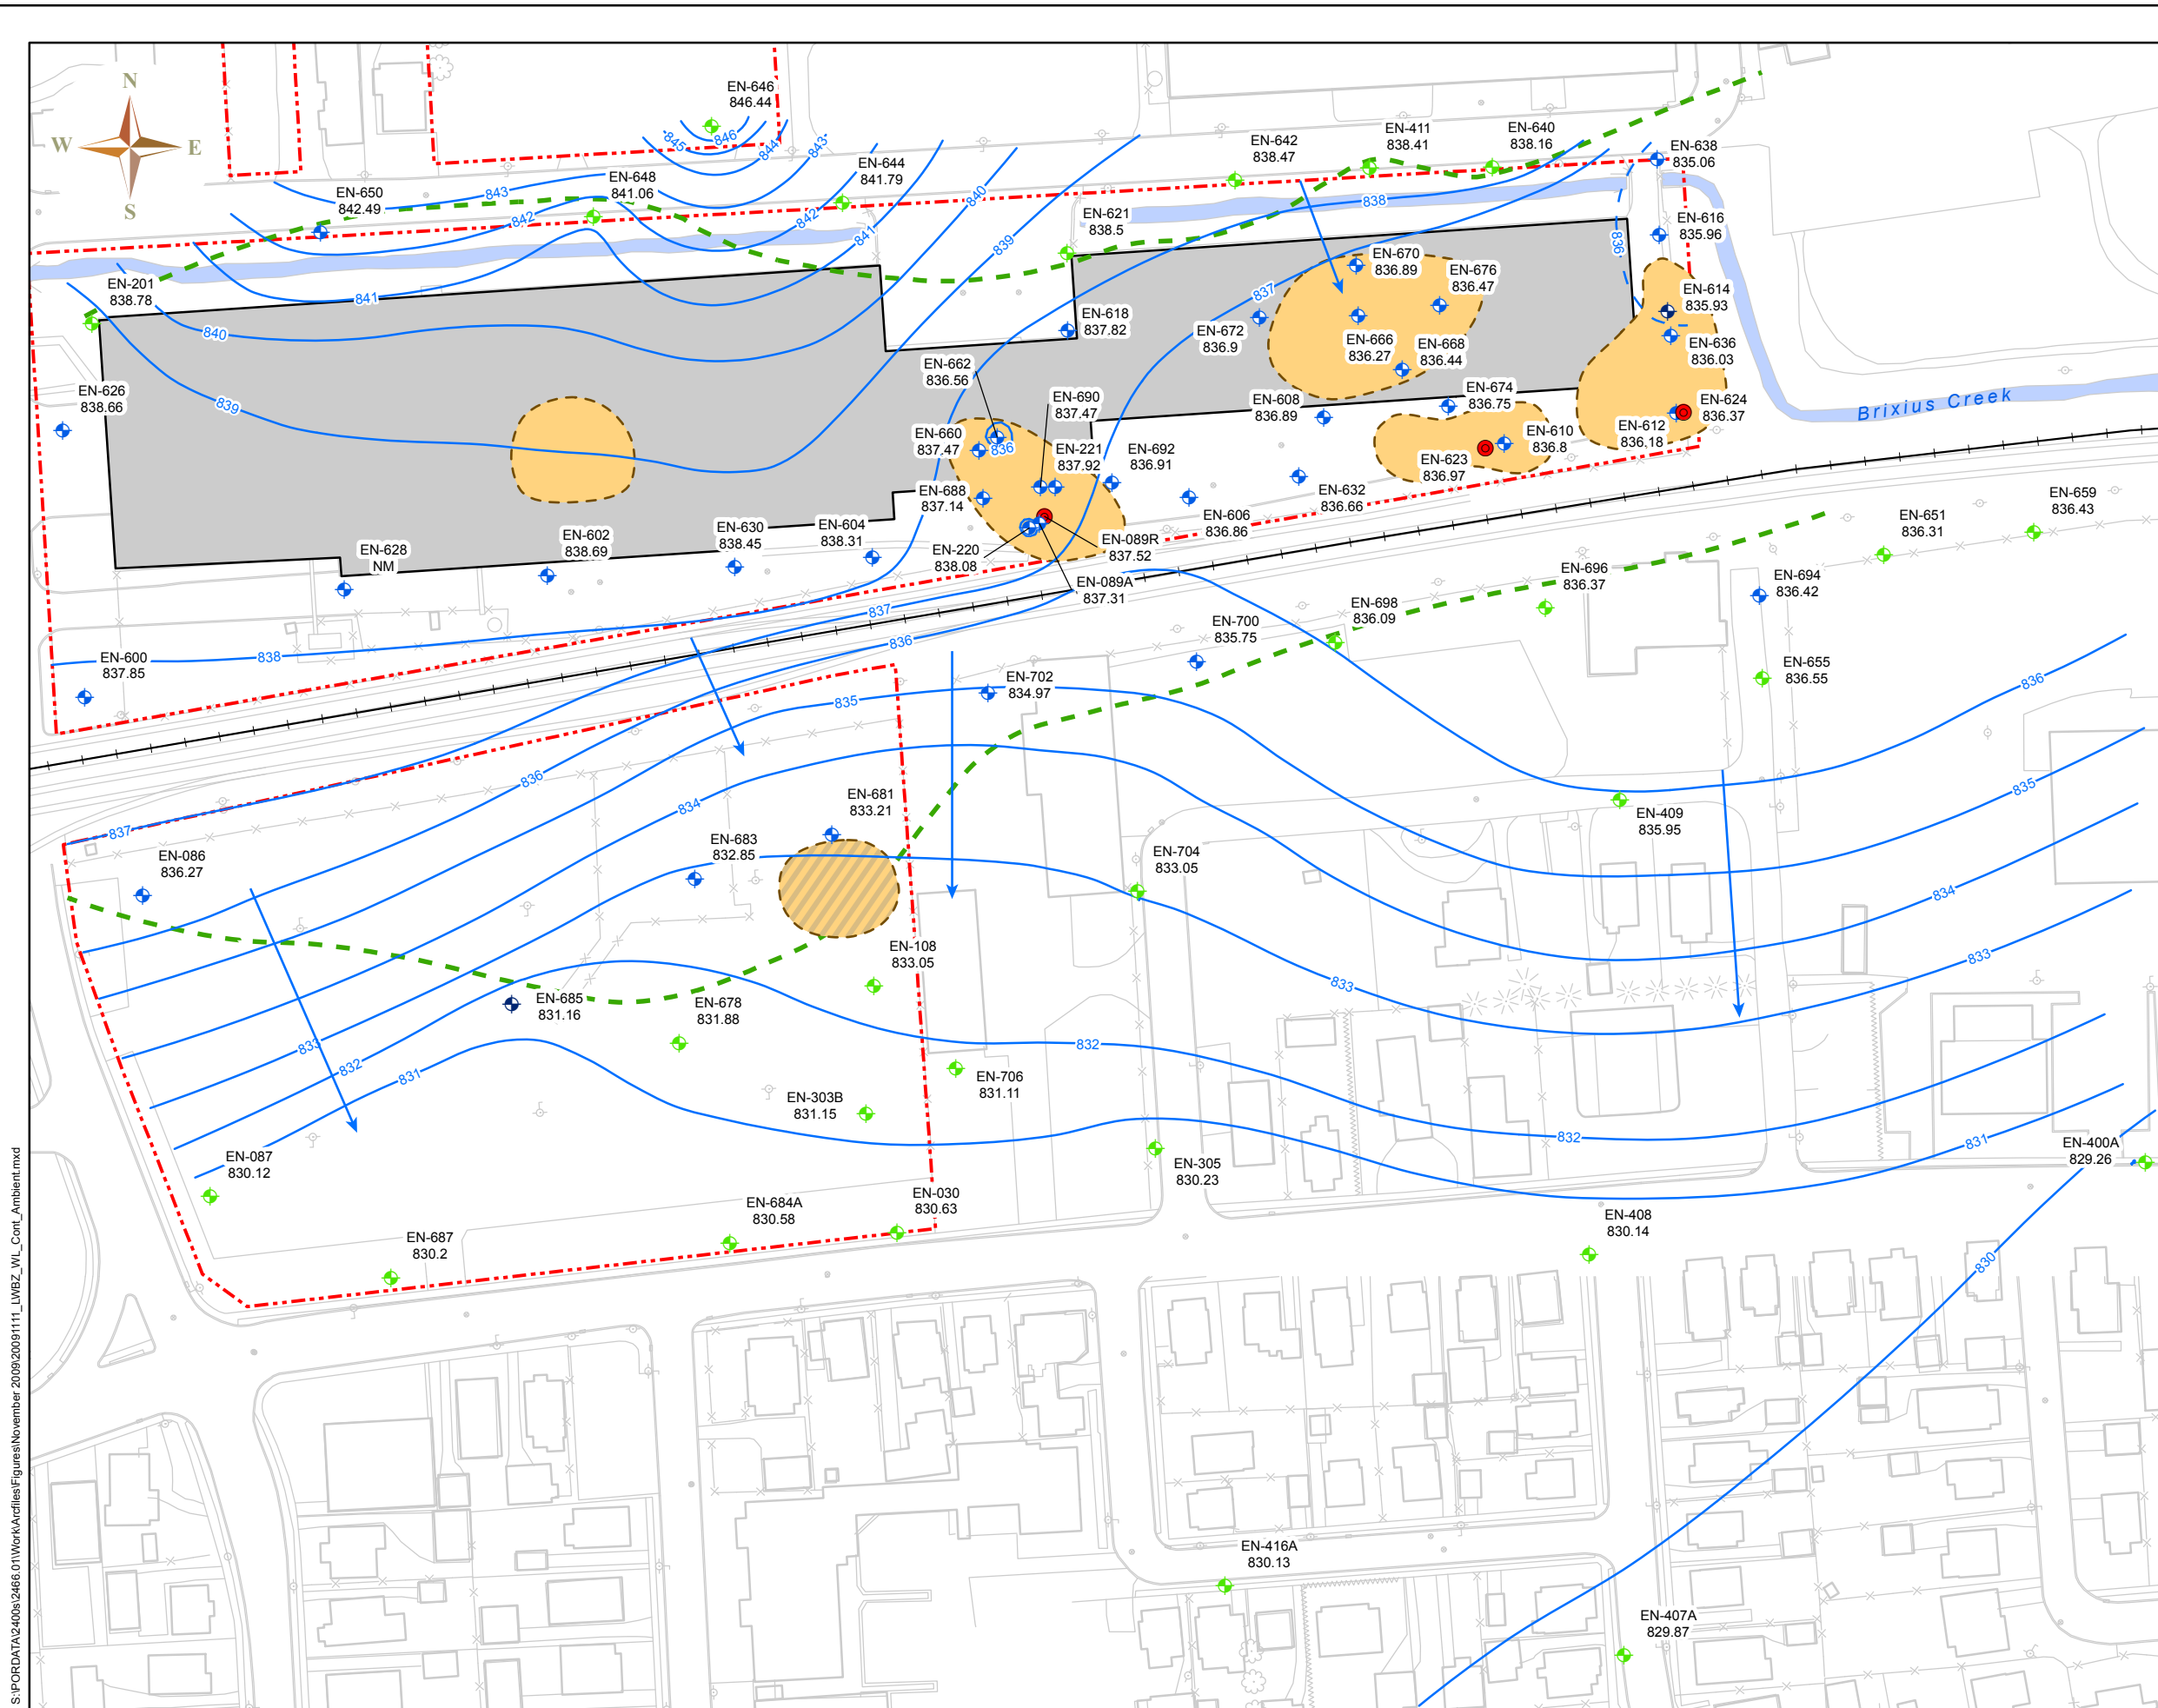 N
W
E
S
EN-646
846.44
846
845
844
843
EN-644
841.79
EN-642
838.47
EN-411
838.41
EN-640
838.16
EN-638
835.06
EN-650
842.49
843
EN-648
841.06
842
842
841
840
839
838
EN-621
838.5
EN-616
835.96
836
EN-201
838.78
841
840
EN-618
837.82
837
EN-670
836.89
EN-676
836.47
EN-614
835.93
EN-672
836.9
EN-666
836.27
EN-668
836.44
EN-636
836.03
EN-662
836.56
EN-626
838.66
839
EN-690
837.47
EN-608
836.89
EN-674
836.75
EN-624
836.37
Brixius Creek
EN-660
837.47
836
EN-221
837.92
EN-692
836.91
EN-610
836.8
EN-612
836.18
EN-623
836.97
EN-688
837.14
EN-632
836.66
EN-606
836.86
EN-659
836.43
EN-651
836.31
EN-628
NM
EN-602
838.69
EN-630
838.45
EN-604
838.31
EN-220
838.08
EN-089R
837.52
EN-089A
837.31
EN-696
836.37
EN-694
836.42
EN-698
836.09
EN-700
835.75
837
836
838
EN-600
837.85
EN-702
834.97
835
EN-655
836.55
836
836
835
834
837
EN-681
833.21
EN-683
832.85
EN-409
835.95
EN-086
836.27
EN-704
833.05
834
EN-108
833.05
833
833
EN-685
831.16
EN-678
831.88
833
832
831
832
EN-706
831.11
EN-303B
831.15
832
831
EN-400A
829.26
EN-087
830.12
EN-305
830.23
EN-684A
830.58
EN-030
830.63
EN-408
830.14
EN-687
830.2
830
EN-416A
830.13
EN-407A
829.87
S:\PORDATA\2400s\2466.01\Work\Arcfiles\Figures\November 2009\20091111_LWBZ_WL_Cont_Ambient.mxd